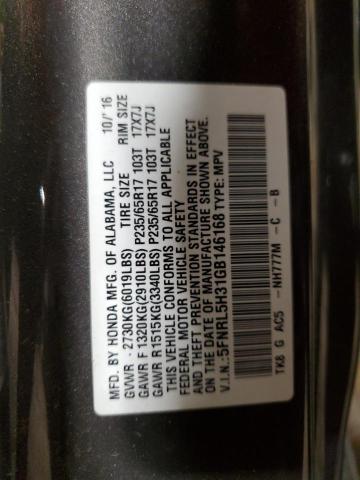 MFD. BY HONDA MFG. OF ALABAMA, LLC 10/' 16
GVWR - 2730KG(6019LBS) TIRE SIZE RIM SIZE
GAWR F 1320KG(2910LBS) P235/65R17 103T 17X7J
GAWR R 1515KG(3340LBS) P235/65R17 103T 17X7J
THIS VEHICLE CONFORMS TO ALL APPLICABLE
FEDERAL MOTOR VEHICLE SAFETY
AND THEFT PREVENTION STANDARDS IN EFFECT
ON THE DATE OF MANUFACTURE SHOWN ABOVE.
V.I.N.:5FNRL5H31GB146168 TYPE: MPV
TK8 G AC5 -NH777M - C - B